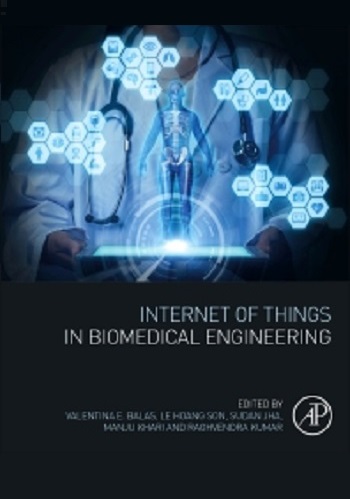 INTERNET OF THINGS
IN BIOMEDICAL ENGINEERING
EDITED BY
VALENTINA E. BALAS, LE HOANG SON, SUDAN JHA,
MANJU KHARI AND RAGHVENDRA KUMAR
AP